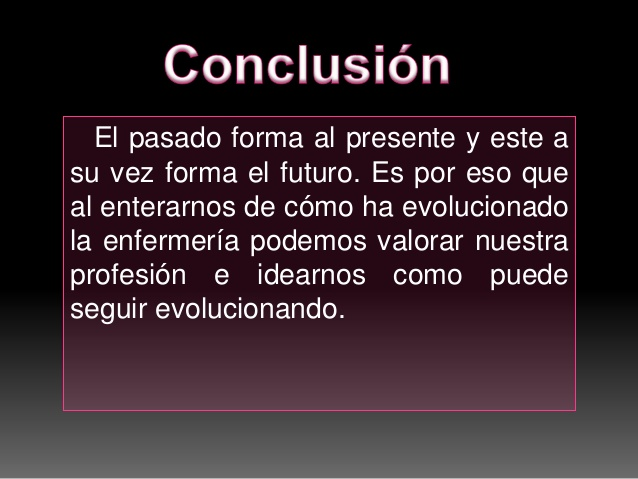 Conclusión
El pasado forma al presente y este a
su vez forma el futuro. Es por eso que
al enterarnos de cómo ha evolucionado
la enfermería podemos valorar nuestra
profesión e idearnos como puede
seguir evolucionando.